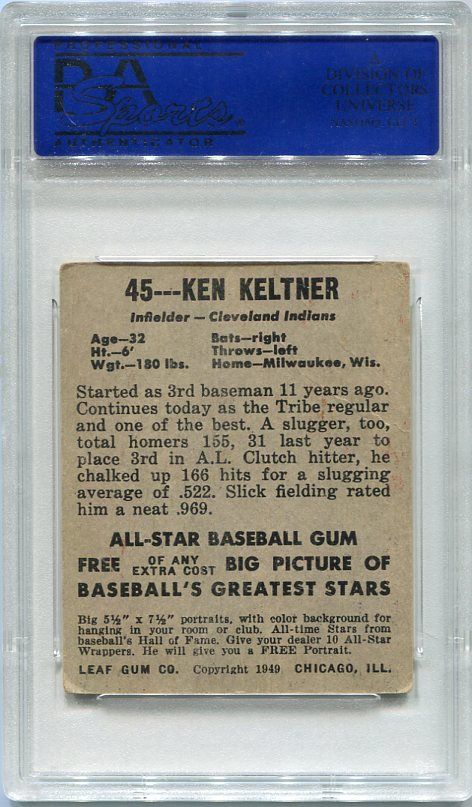 PROFESSIONAL
PSA
Sports
AUTHENTICATOR
A
DIVISION OF
COLLECTORS
UNIVERSE
NASDAQ: CLCT
45---KEN KELTNER
Infielder — Cleveland Indians
Age—32 Bats—right
Ht.—6' Throws—left
Wgt.—180 lbs. Home—Milwaukee, Wis.
Started as 3rd baseman 11 years ago.
Continues today as the Tribe regular
and one of the best. A slugger, too,
total homers 155, 31 last year to
place 3rd in A.L. Clutch hitter, he
chalked up 166 hits for a slugging
average of .522. Slick fielding rated
him a neat .969.
ALL-STAR BASEBALL GUM
FREE OF ANY EXTRA COST BIG PICTURE OF
BASEBALL'S GREATEST STARS
Big 5½" x 7½" portraits, with color background for
hanging in your room or club. All-time Stars from
baseball's Hall of Fame. Give your dealer 10 All-Star
Wrappers. He will give you a FREE Portrait.
LEAF GUM CO. Copyright 1949 CHICAGO, ILL.